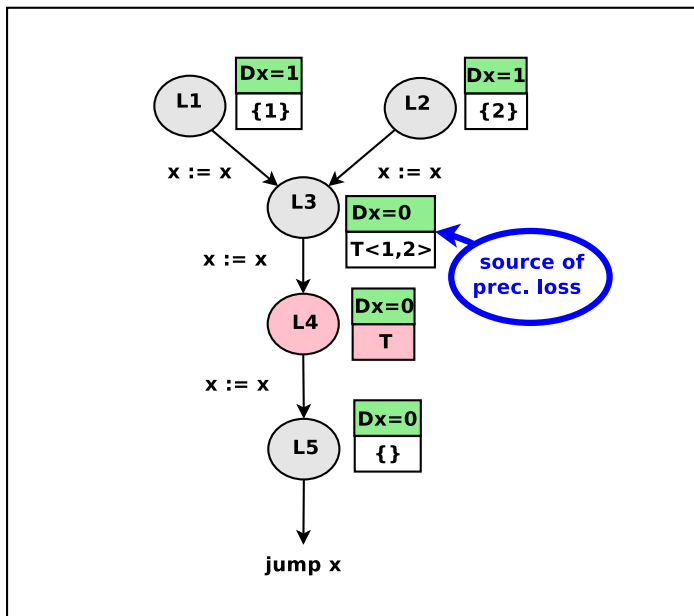 Dx=1
Dx=1
L1
L2
{1}
{2}
x := x
x := x
L3
Dx=0
T<1,2>
x := x
source of
prec. loss
L4
Dx=0
T
x := x
L5
Dx=0
{}
jump x